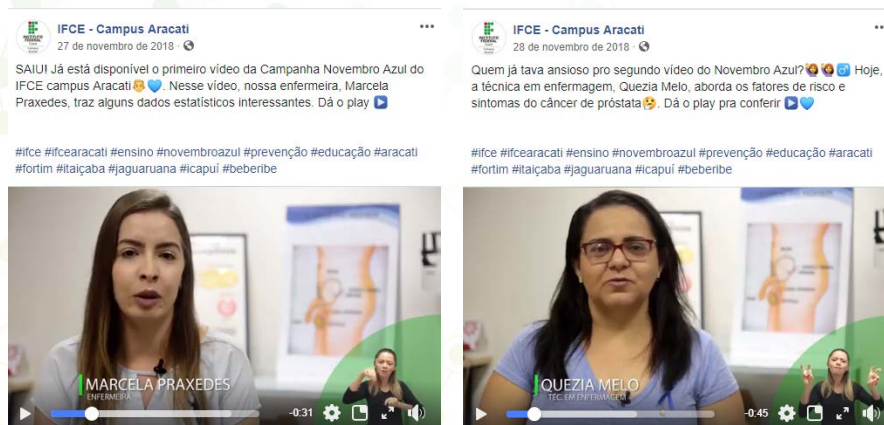 IFCE - Campus Aracati
27 de novembro de 2018
SAIU! Já está disponível o primeiro vídeo da Campanha Novembro Azul do
IFCE campus Aracati. Nesse vídeo, nossa enfermeira, Marcela
Praxedes, traz alguns dados estatísticos interessantes. Dá o play
#ifce #ifcearacati #ensino #novembroazul #prevenção #educação #aracati
#fortim #itaiçaba #jaguaruana #icapuí #beberibe
MARCELA PRAXEDES
ENFERMEIRA
-0:31
IFCE - Campus Aracati
28 de novembro de 2018
Quem já tava ansioso pro segundo vídeo do Novembro Azul? Hoje,
a técnica em enfermagem, Quezia Melo, aborda os fatores de risco e
sintomas do câncer de próstata. Dá o play pra conferir
#ifce #ifcearacati #ensino #novembroazul #prevenção #educação #aracati
#fortim #itaiçaba #jaguaruana #icapuí #beberibe
QUEZIA MELO
TÉC. EM ENFERMAGEM
-0:45